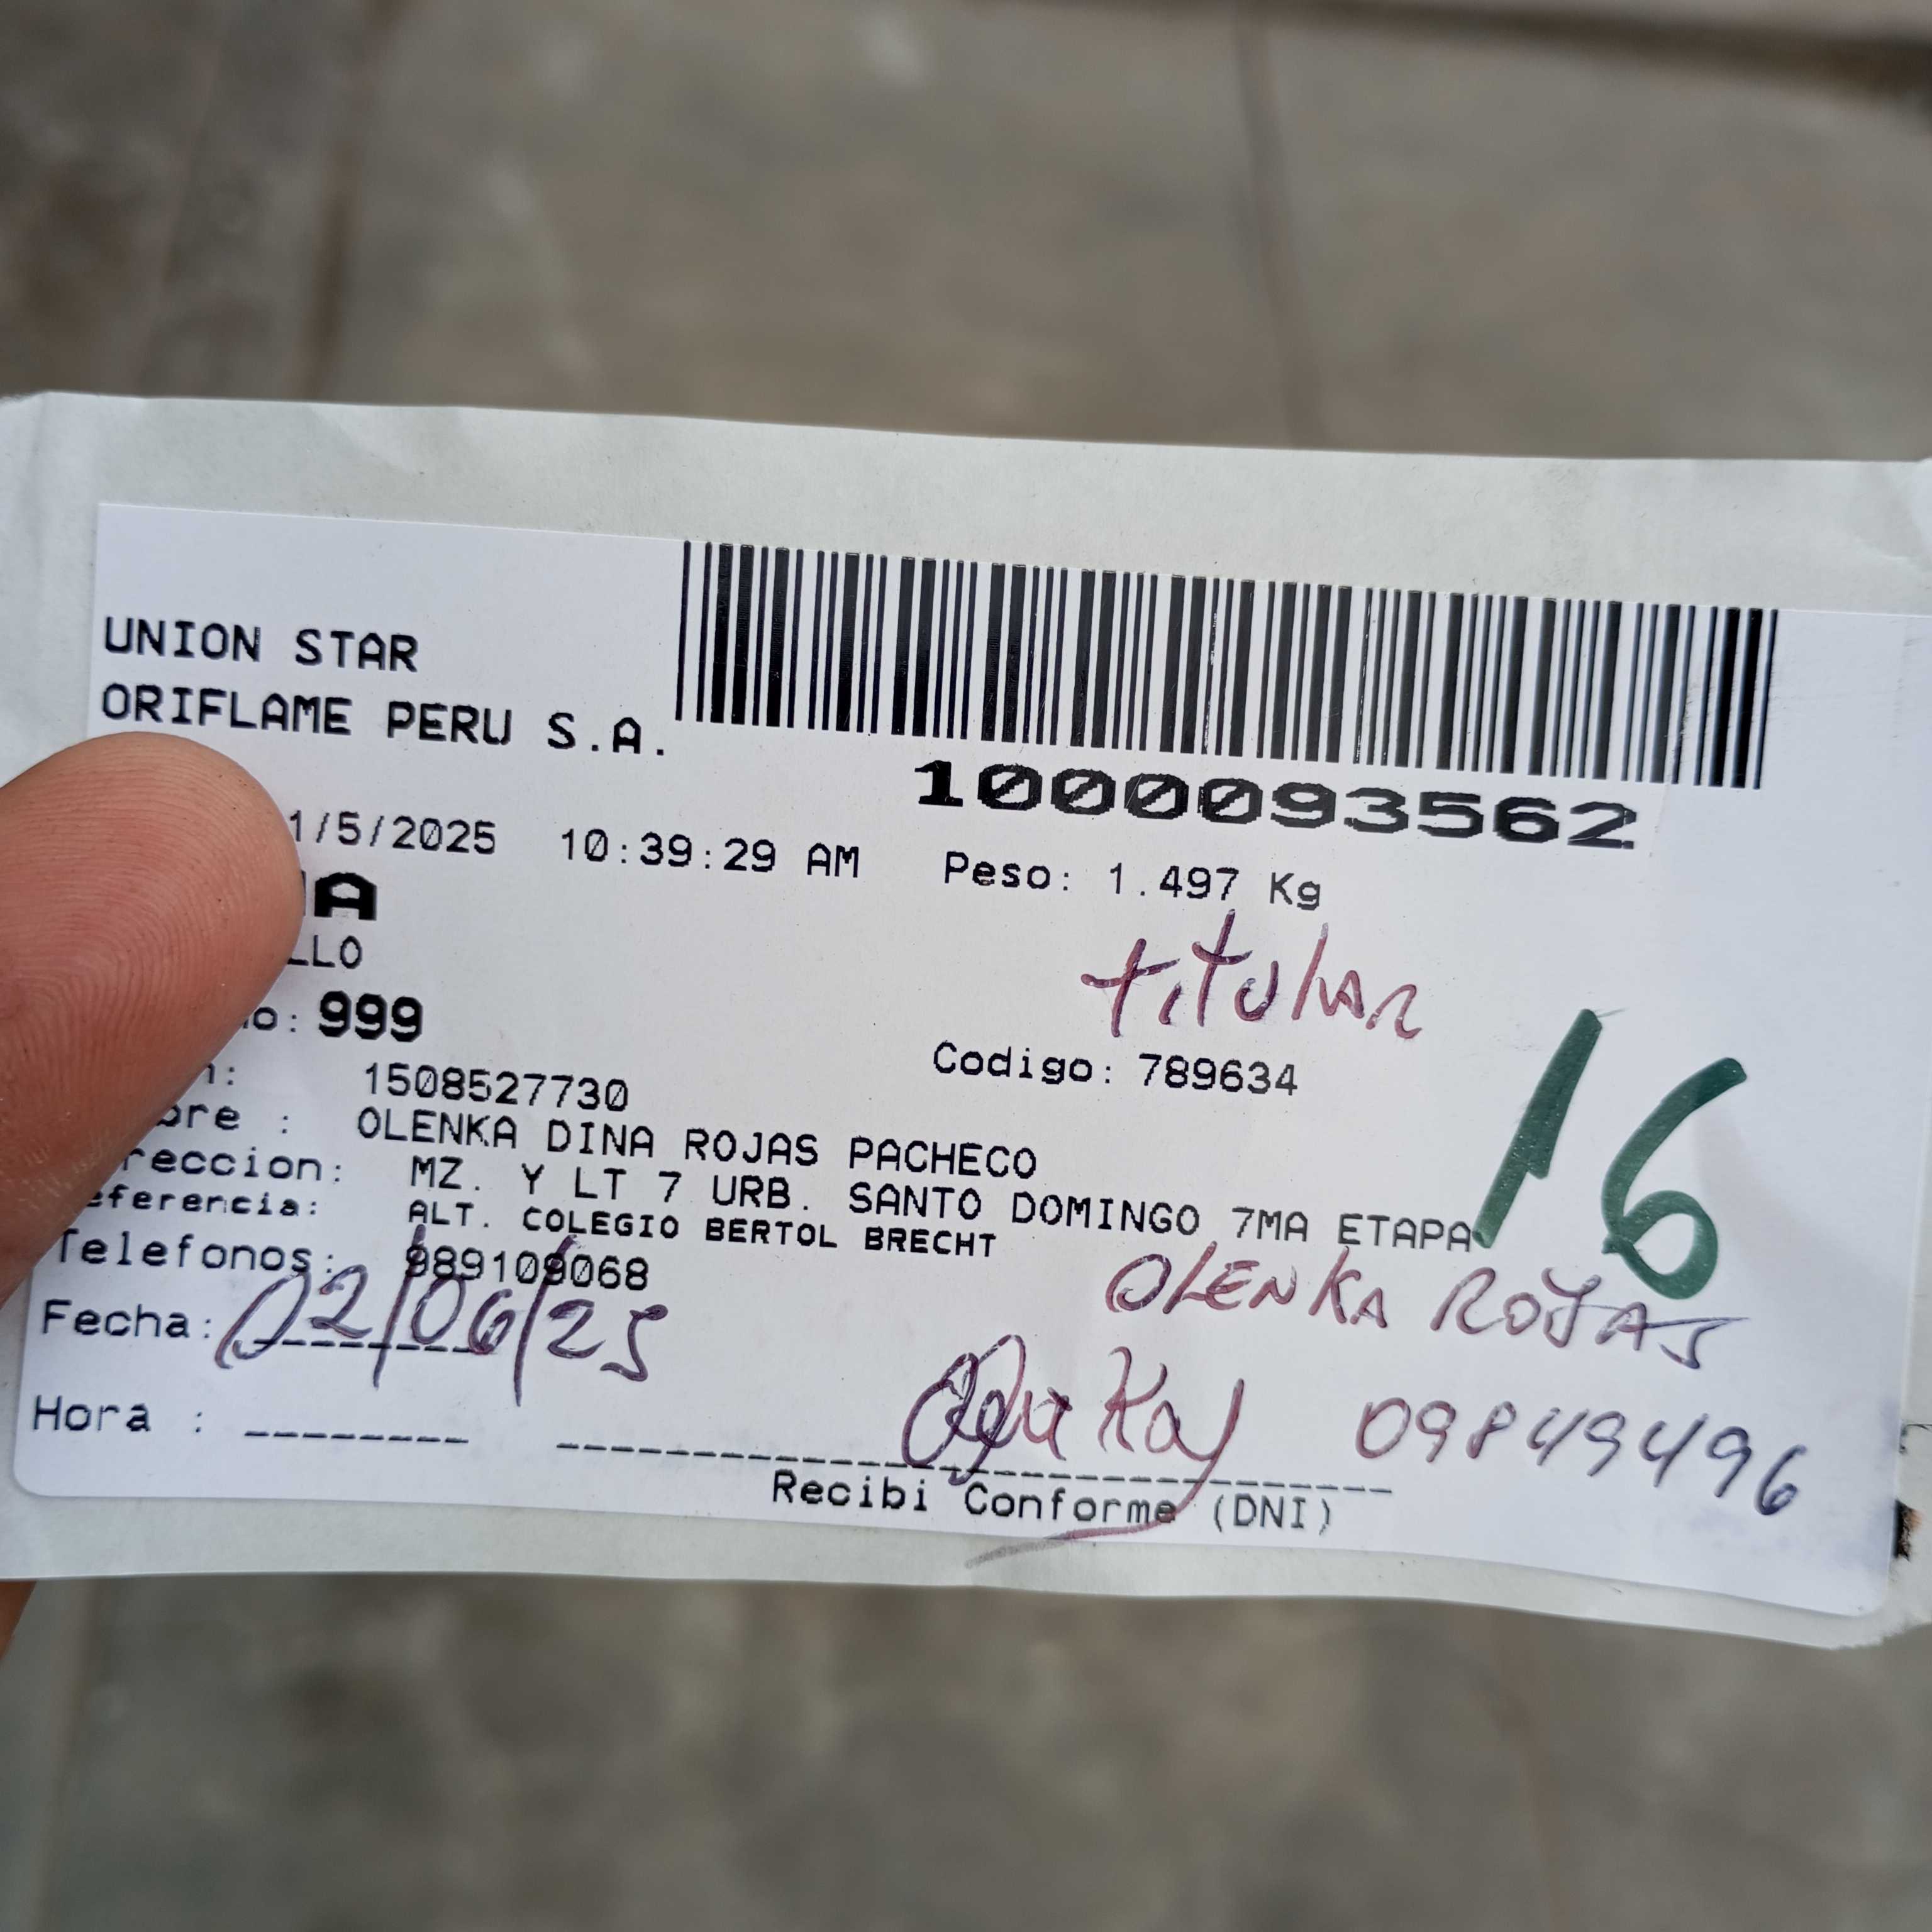 UNION STAR
ORIFLAME PERU S.A.
1000093562
1/5/2025 10:39:29 AM Peso: 1.497 Kg
A
LLO
titular
o: 999
Codigo: 789634
: 1508527730
bre : OLENKA DINA ROJAS PACHECO
reccion: MZ. Y LT 7 URB. SANTO DOMINGO 7MA ETAPA
eferencia: ALT. COLEGIO BERTOL BRECHT
16
Telefonos: 989109068
OLENKA ROJAS
Fecha: 02/06/25
09849496
Hora :
Recibi Conforme (DNI)